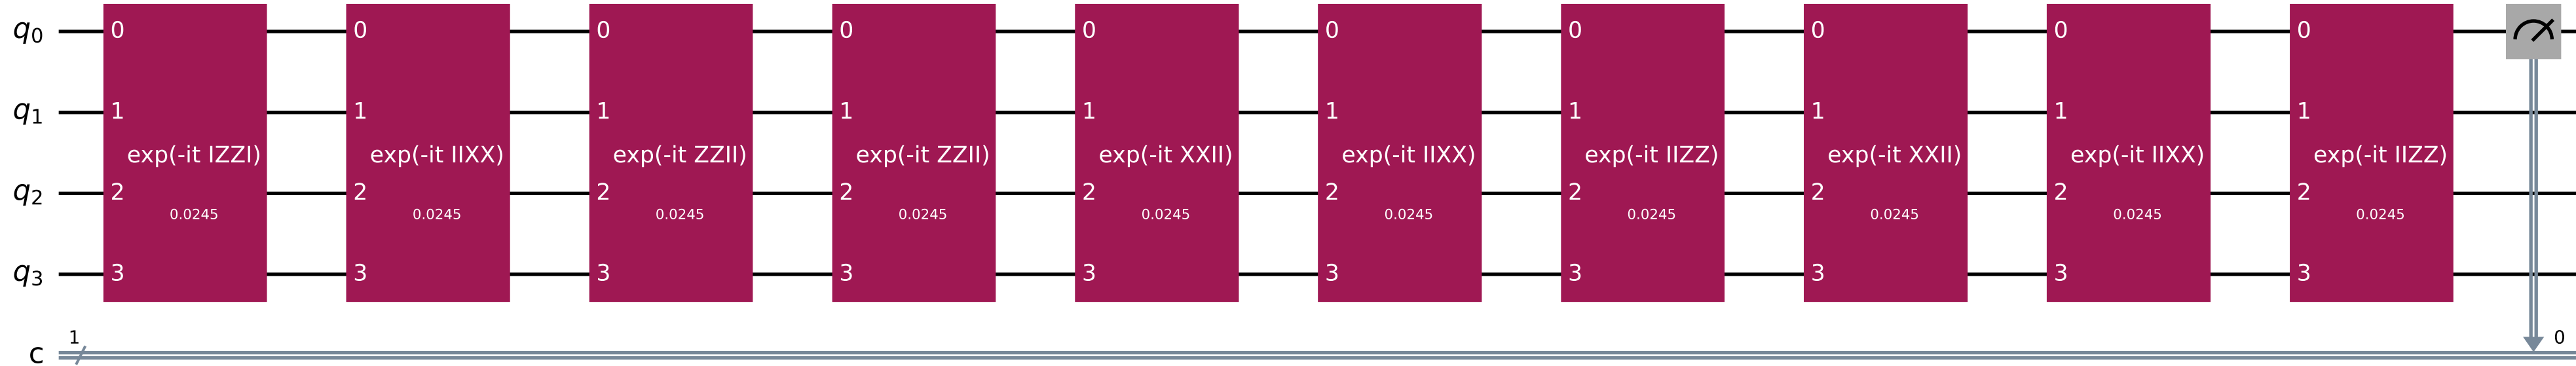 q0 0 0 0 0 0 0 0 0 0 0
q1 1 1 1 1 1 1 1 1 1 1
exp(-it IZZI) exp(-it IIXX) exp(-it ZZII) exp(-it ZZII) exp(-it XXII) exp(-it IIXX) exp(-it IIZZ) exp(-it XXII) exp(-it IIXX) exp(-it IIZZ)
q2 2 2 2 2 2 2 2 2 2 2
0.0245 0.0245 0.0245 0.0245 0.0245 0.0245 0.0245 0.0245 0.0245 0.0245
q3 3 3 3 3 3 3 3 3 3 3
1 0
c